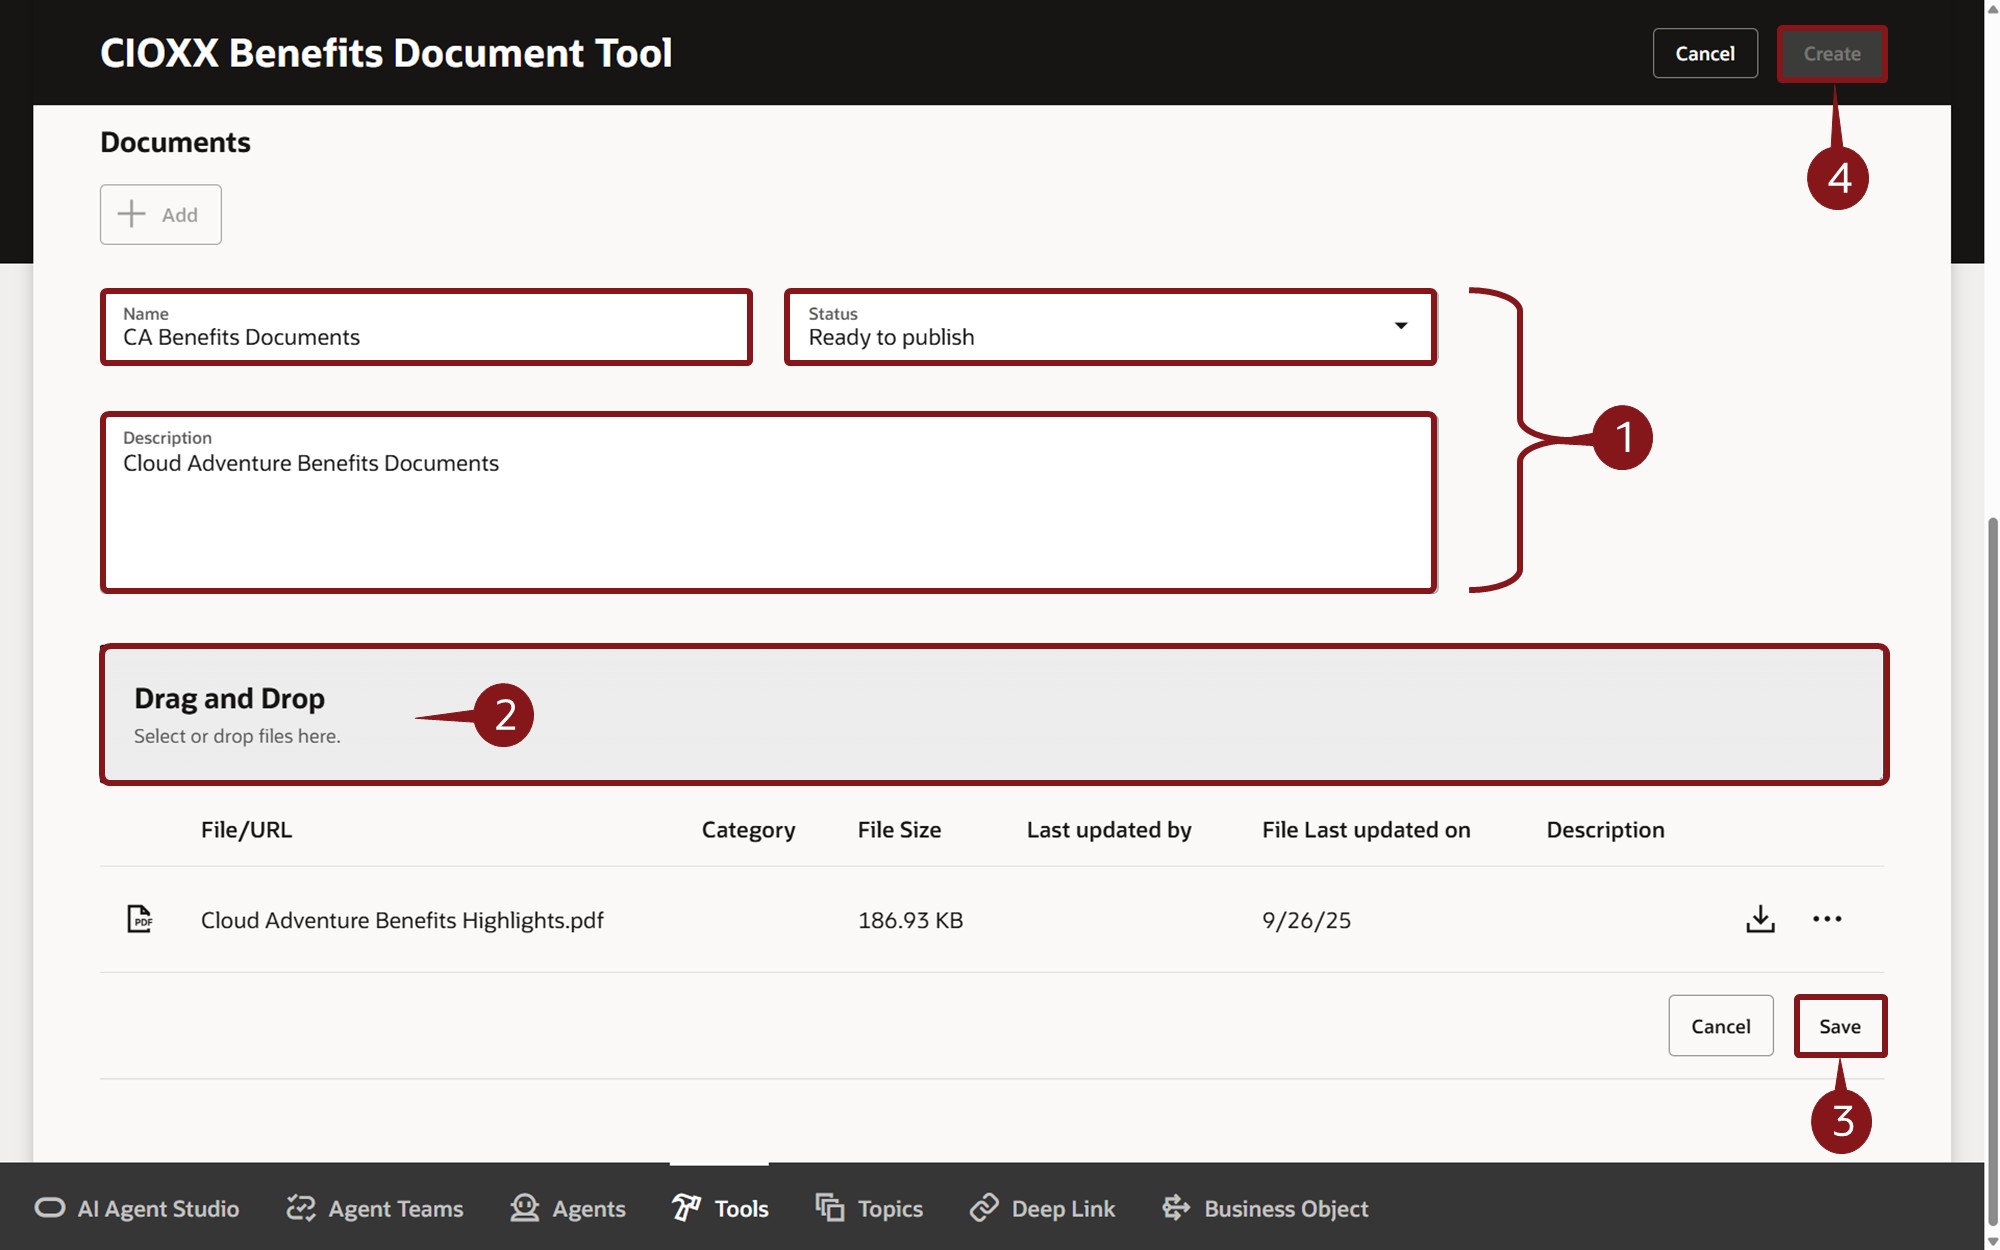 CIOXX Benefits Document Tool
Cancel
Create
4
Documents
Add
Name
CA Benefits Documents
Status
Ready to publish
1
Description
Cloud Adventure Benefits Documents
Drag and Drop
Select or drop files here.
2
File/URL Category File Size Last updated by File Last updated on Description
PDF Cloud Adventure Benefits Highlights.pdf 186.93 KB 9/26/25
Cancel
Save
3
AI Agent Studio Agent Teams Agents Tools Topics Deep Link Business Object